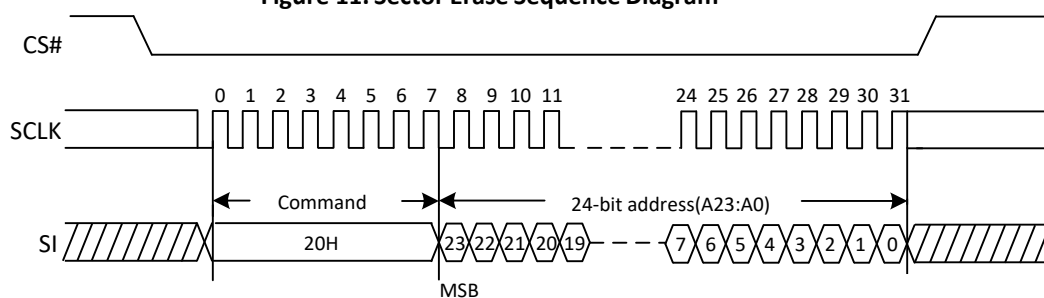 Figure 11. Sector Erase Sequence Diagram
CS#
0 1 2 3 4 5 6 7 8 9 10 11 24 25 26 27 28 29 30 31
SCLK
Command 24-bit address(A23:A0)
SI 20H 23 22 21 20 19 7 6 5 4 3 2 1 0
MSB